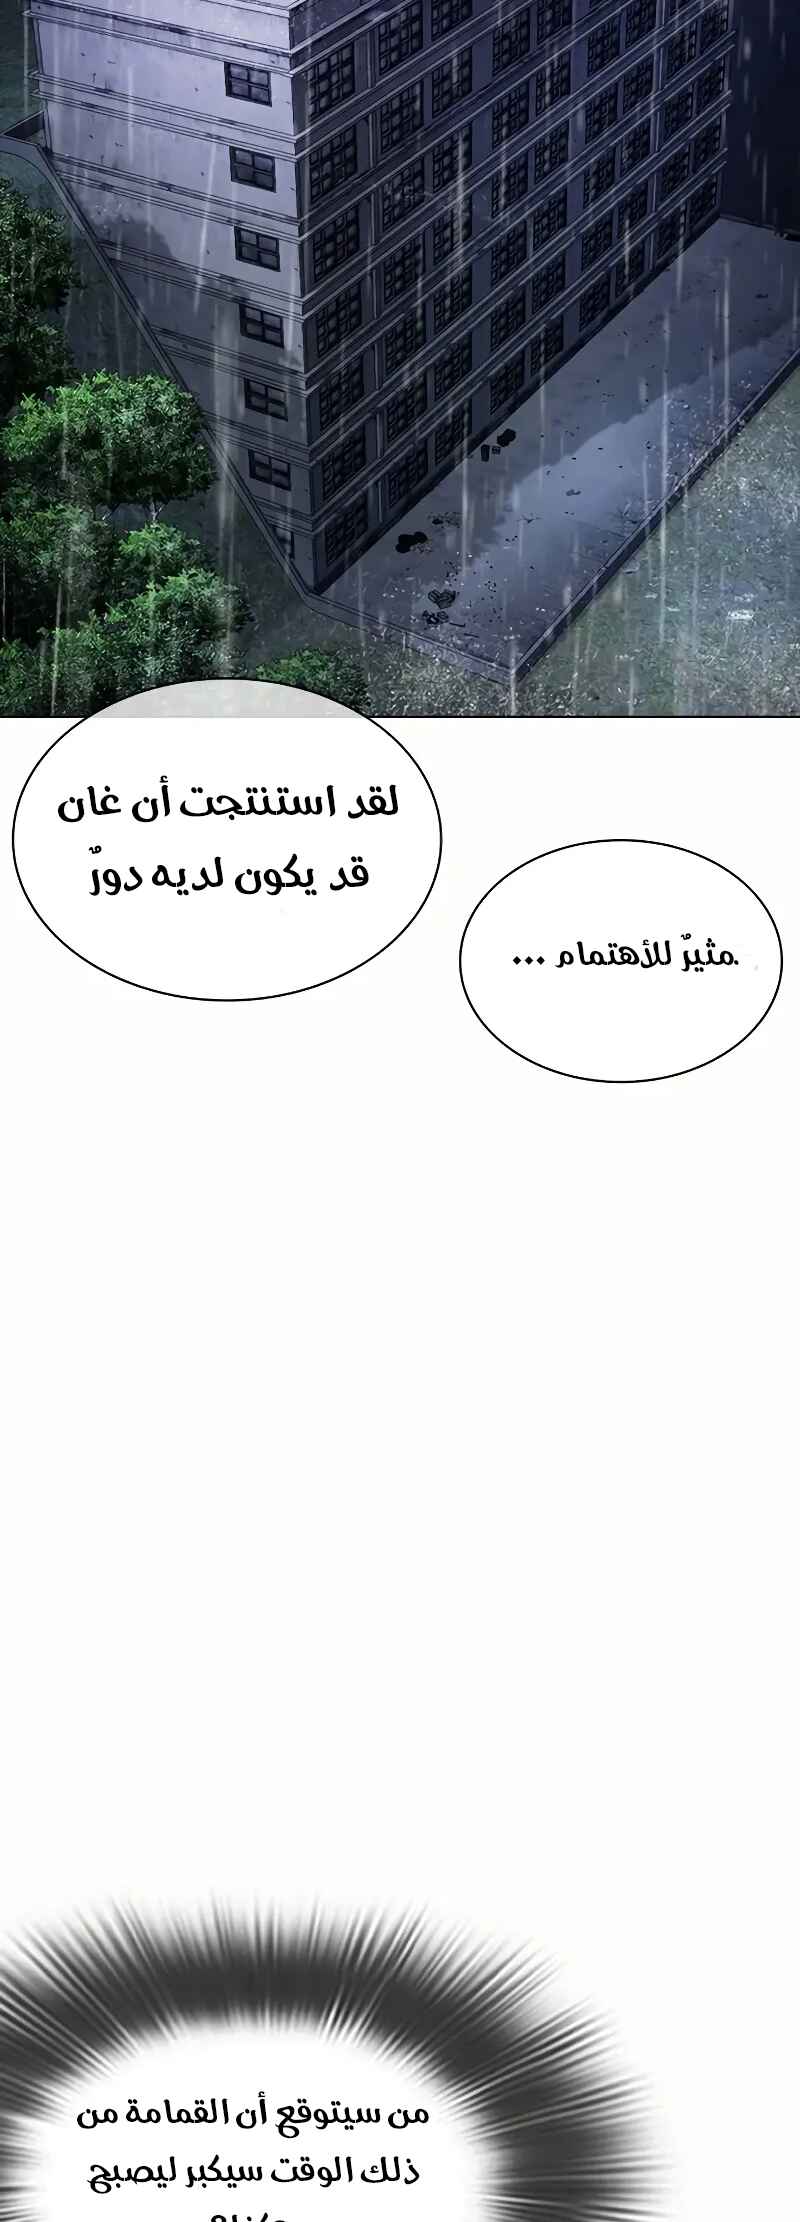 لقد استنتجت أن غان
قد يكون لديه دورٌ
مثيرٌ للأهتمام ...
من سيتوقع أن القمامة من
ذلك الوقت سيكبر ليصبح